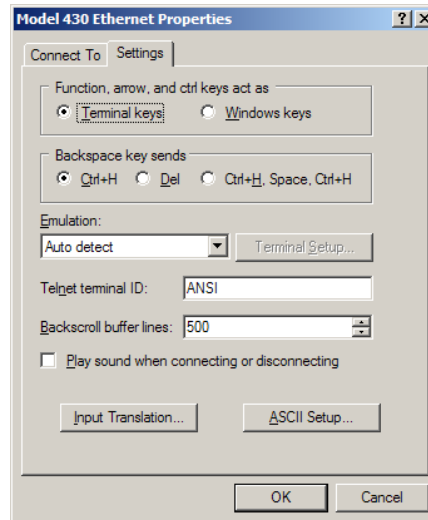 Model 430 Ethernet Properties
Connect To Settings
Function, arrow, and ctrl keys act as
Terminal keys Windows keys
Backspace key sends
Ctrl+H Del Ctrl+H, Space, Ctrl+H
Emulation:
Auto detect Terminal Setup...
Telnet terminal ID: ANSI
Backscroll buffer lines: 500
Play sound when connecting or disconnecting
Input Translation... ASCII Setup...
OK Cancel